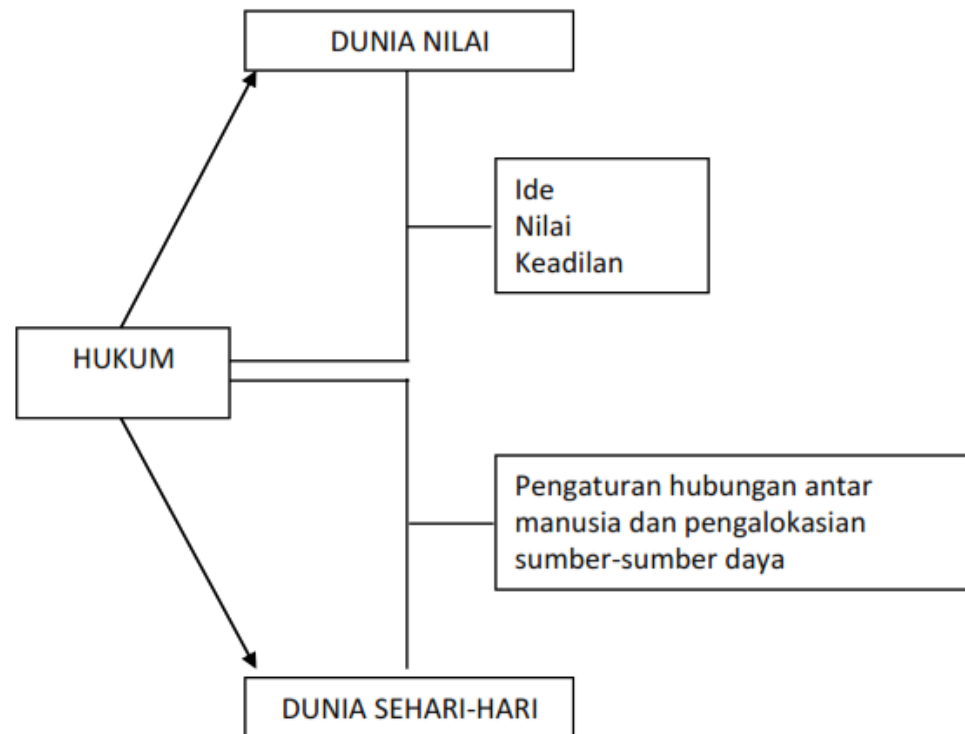 DUNIA NILAI
Ide
Nilai
Keadilan
HUKUM
Pengaturan hubungan antar
manusia dan pengalokasian
sumber-sumber daya
DUNIA SEHARI-HARI